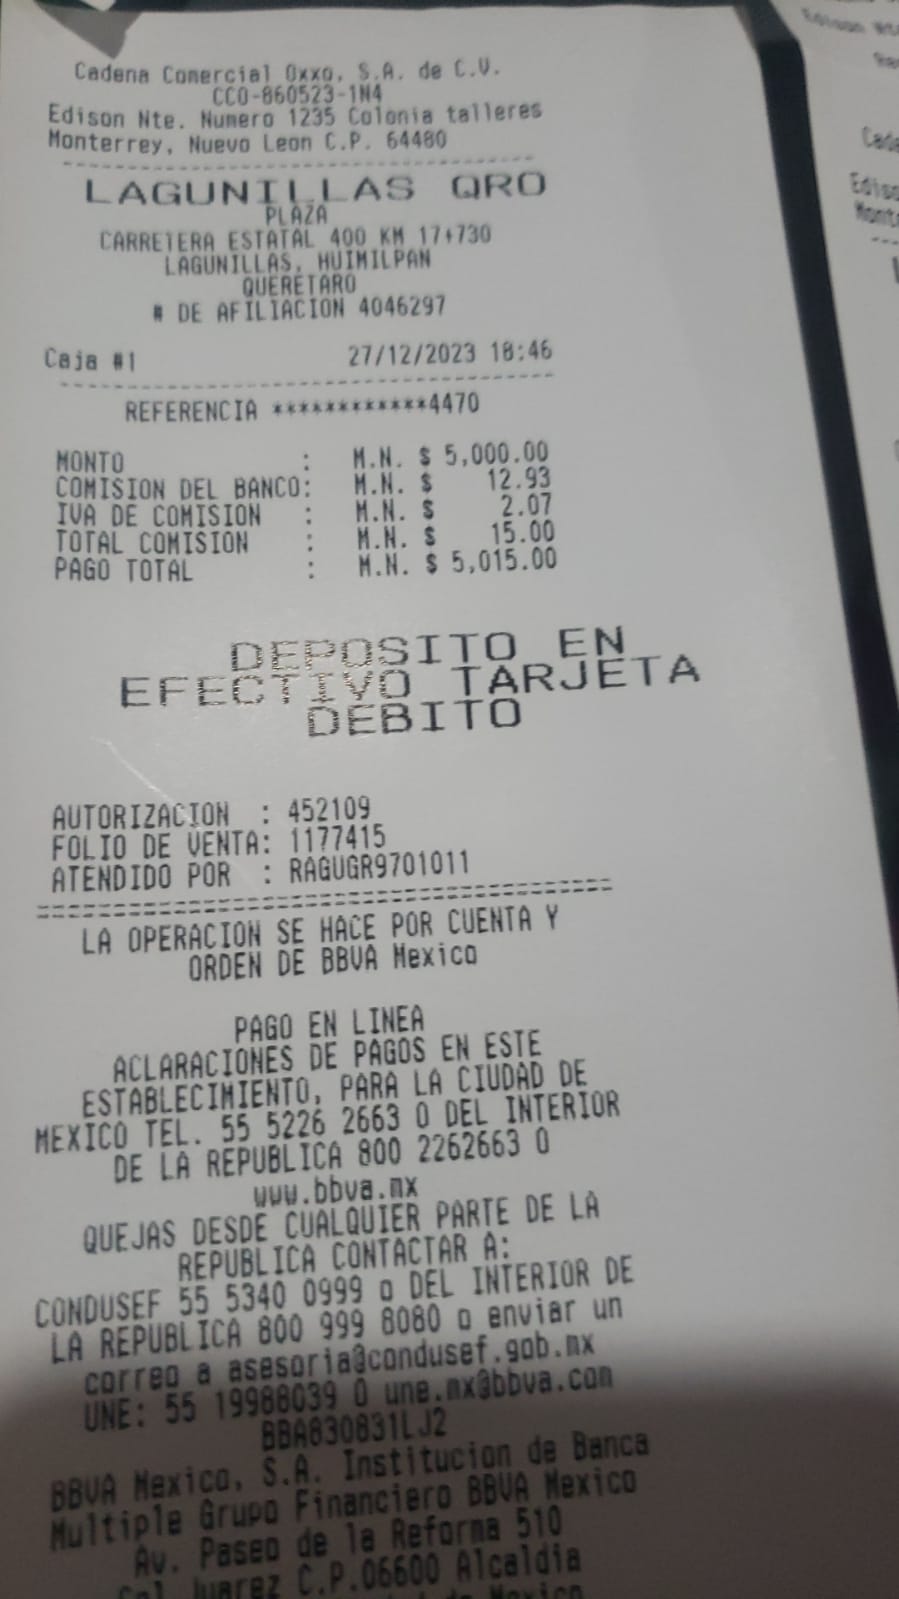 Cadena Comercial Oxxo, S.A. de C.V.
CCO-860523-1N4
Edison Nte. Numero 1235 Colonia talleres
Monterrey, Nuevo Leon C.P. 64480
LAGUNILLAS QRO
PLAZA
CARRETERA ESTATAL 400 KM 17+730
LAGUNILLAS, HUIMILPAN
QUERETARO
# DE AFILIACION 4046297
Caja #1 27/12/2023 18:46
REFERENCIA ************4470
MONTO : M.N. $ 5,000.00
COMISION DEL BANCO: M.N. $ 12.93
IVA DE COMISION : M.N. $ 2.07
TOTAL COMISION : M.N. $ 15.00
PAGO TOTAL : M.N. $ 5,015.00
DEPOSITO EN
EFECTIVO TARJETA
DEBITO
AUTORIZACION : 452109
FOLIO DE VENTA: 1177415
ATENDIDO POR : RAGUGR9701011
LA OPERACION SE HACE POR CUENTA Y
ORDEN DE BBVA Mexico
PAGO EN LINEA
ACLARACIONES DE PAGOS EN ESTE
ESTABLECIMIENTO, PARA LA CIUDAD DE
MEXICO TEL. 55 5226 2663 O DEL INTERIOR
DE LA REPUBLICA 800 2262663 O
www.bbva.mx
QUEJAS DESDE CUALQUIER PARTE DE LA
REPUBLICA CONTACTAR A:
CONDUSEF 55 5340 0999 o DEL INTERIOR DE
LA REPUBLICA 800 999 8080 o enviar un
correo a asesoria@condusef.gob.mx
UNE: 55 19988039 O une.mx@bbva.com
BBA830831LJ2
BBVA Mexico, S.A. Institucion de Banca
Multiple Grupo Financiero BBVA Mexico
Av. Paseo de la Reforma 510
Col Juarez C.P.06600 Alcaldia
Mexico
Edison
Cade
Ediso
Mont